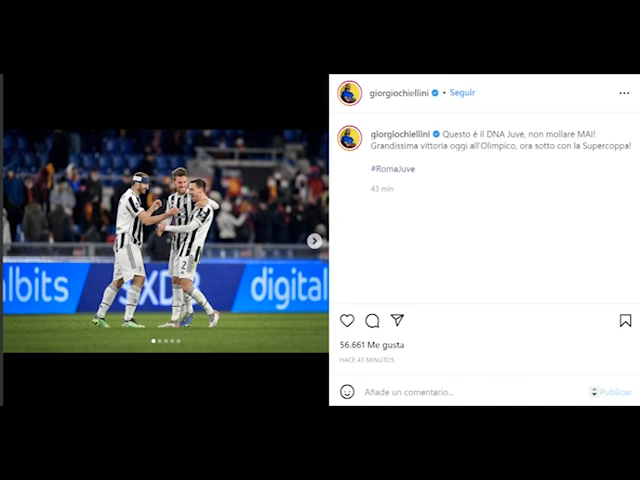 giorgiochiellini • Seguir
giorgiochiellini Questo è il DNA Juve, non mollare MAI!
Grandissima vittoria oggi all'Olimpico, ora sotto con la Supercoppa!
#RomaJuve
43 min
2
digital
56.661 Me gusta
HACE 43 MINUTOS
Añade un comentario...
Publicar